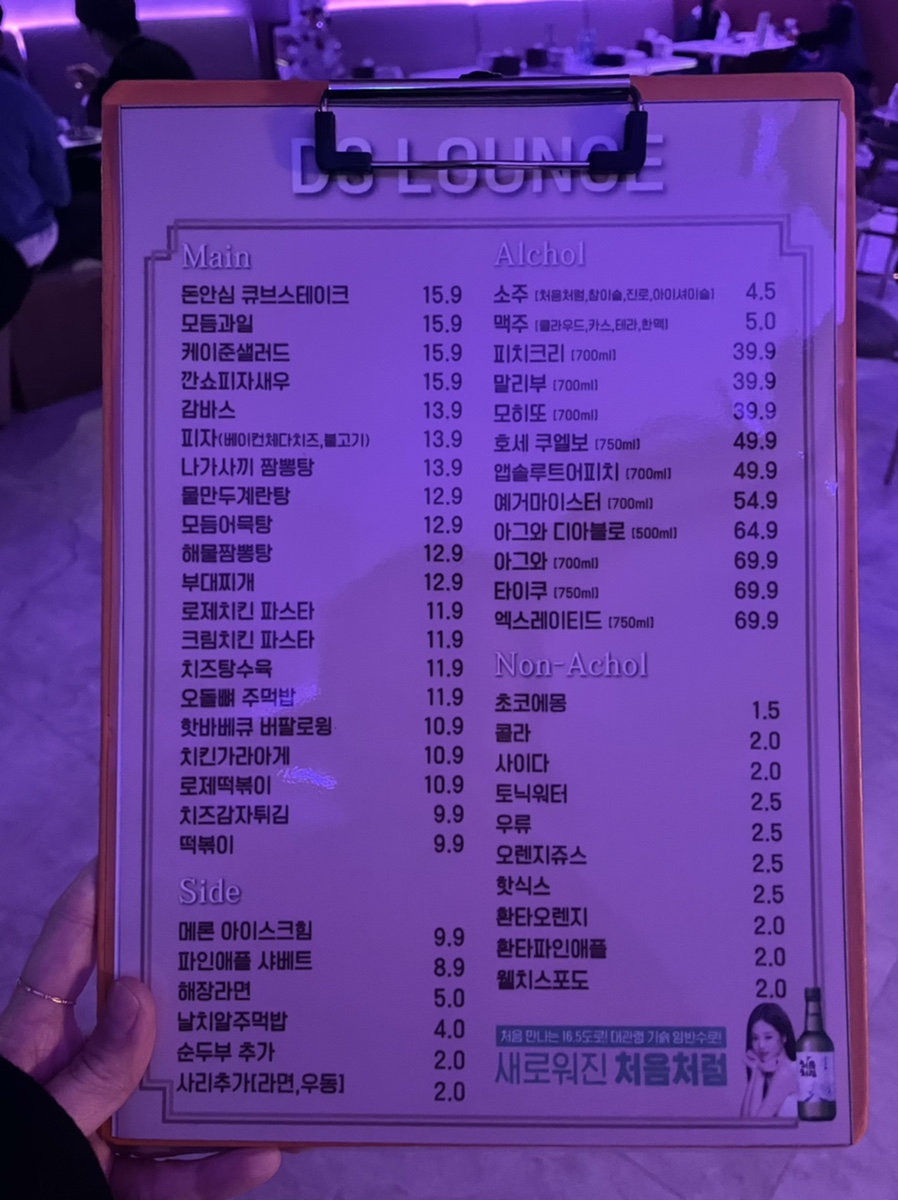 DS LOUNGE
Main
돈안심 큐브스테이크 15.9
모듬과일 15.9
케이준샐러드 15.9
깐쇼피자새우 15.9
감바스 13.9
피자(베이컨체다치즈,불고기) 13.9
나가사끼 짬뽕탕 13.9
물만두계란탕 12.9
모듬어묵탕 12.9
해물짬뽕탕 12.9
부대찌개 12.9
로제치킨 파스타 11.9
크림치킨 파스타 11.9
치즈탕수육 11.9
오돌뼈 주먹밥 11.9
핫바베큐 버팔로윙 10.9
치킨가라아게 10.9
로제떡볶이 10.9
치즈감자튀김 9.9
떡볶이 9.9
Side
메론 아이스크림 9.9
파인애플 샤베트 8.9
해장라면 5.0
날치알주먹밥 4.0
순두부 추가 2.0
사리추가[라면,우동] 2.0
Alchol
소주 [처음처럼,참이슬,진로,아이셔이슬] 4.5
맥주 [클라우드,카스,테라,한맥] 5.0
피치크리 [700ml] 39.9
말리부 [700ml] 39.9
모히또 [700ml] 39.9
호세 쿠엘보 [750ml] 49.9
앱솔루트어피치 [700ml] 49.9
예거마이스터 [700ml] 54.9
아그와 디아블로 [500ml] 64.9
아그와 [700ml] 69.9
타이쿠 [750ml] 69.9
엑스레이티드 [750ml] 69.9
Non-Achol
초코에몽 1.5
콜라 2.0
사이다 2.0
토닉워터 2.5
우류 2.5
오렌지쥬스 2.5
핫식스 2.5
환타오렌지 2.0
환타파인애플 2.0
웰치스포도 2.0
처음 만나는 16.5도로! 대관령 기슭 암반수로!
새로워진 처음처럼